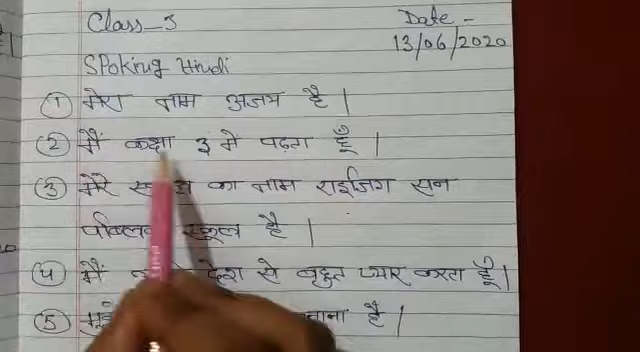 Class-3
Date -
13/06/2020
Spoking Hindi
① मेरा नाम अजय है |
② मैं कक्षा 3 में पढ़ता हूँ |
③ मेरे का नाम राइजिंग सन
पब्लिक स्कूल है |
④ मैं देश से बहुत प्यार करता हूँ |
⑤ है |